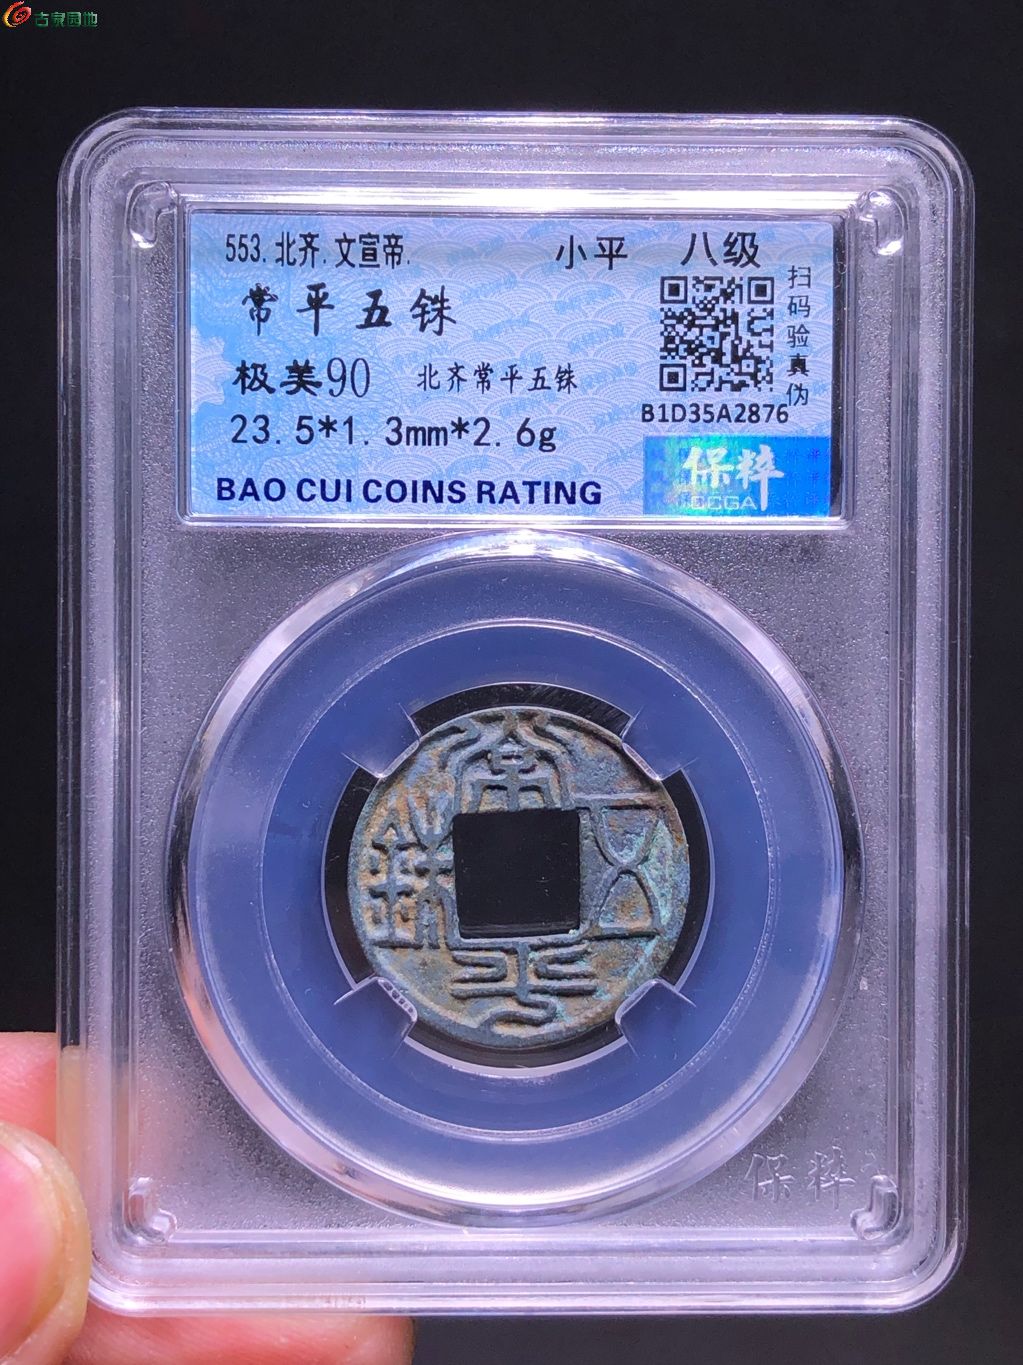 古泉园地
553.北齐.文宣帝. 小平 八级
常平五铢
扫码验真伪
极美90 北齐常平五铢
B1D35A2876
23.5*1.3mm*2.6g
保粹
BCGA
BAO CUI COINS RATING
常
五
铢
平
保粹